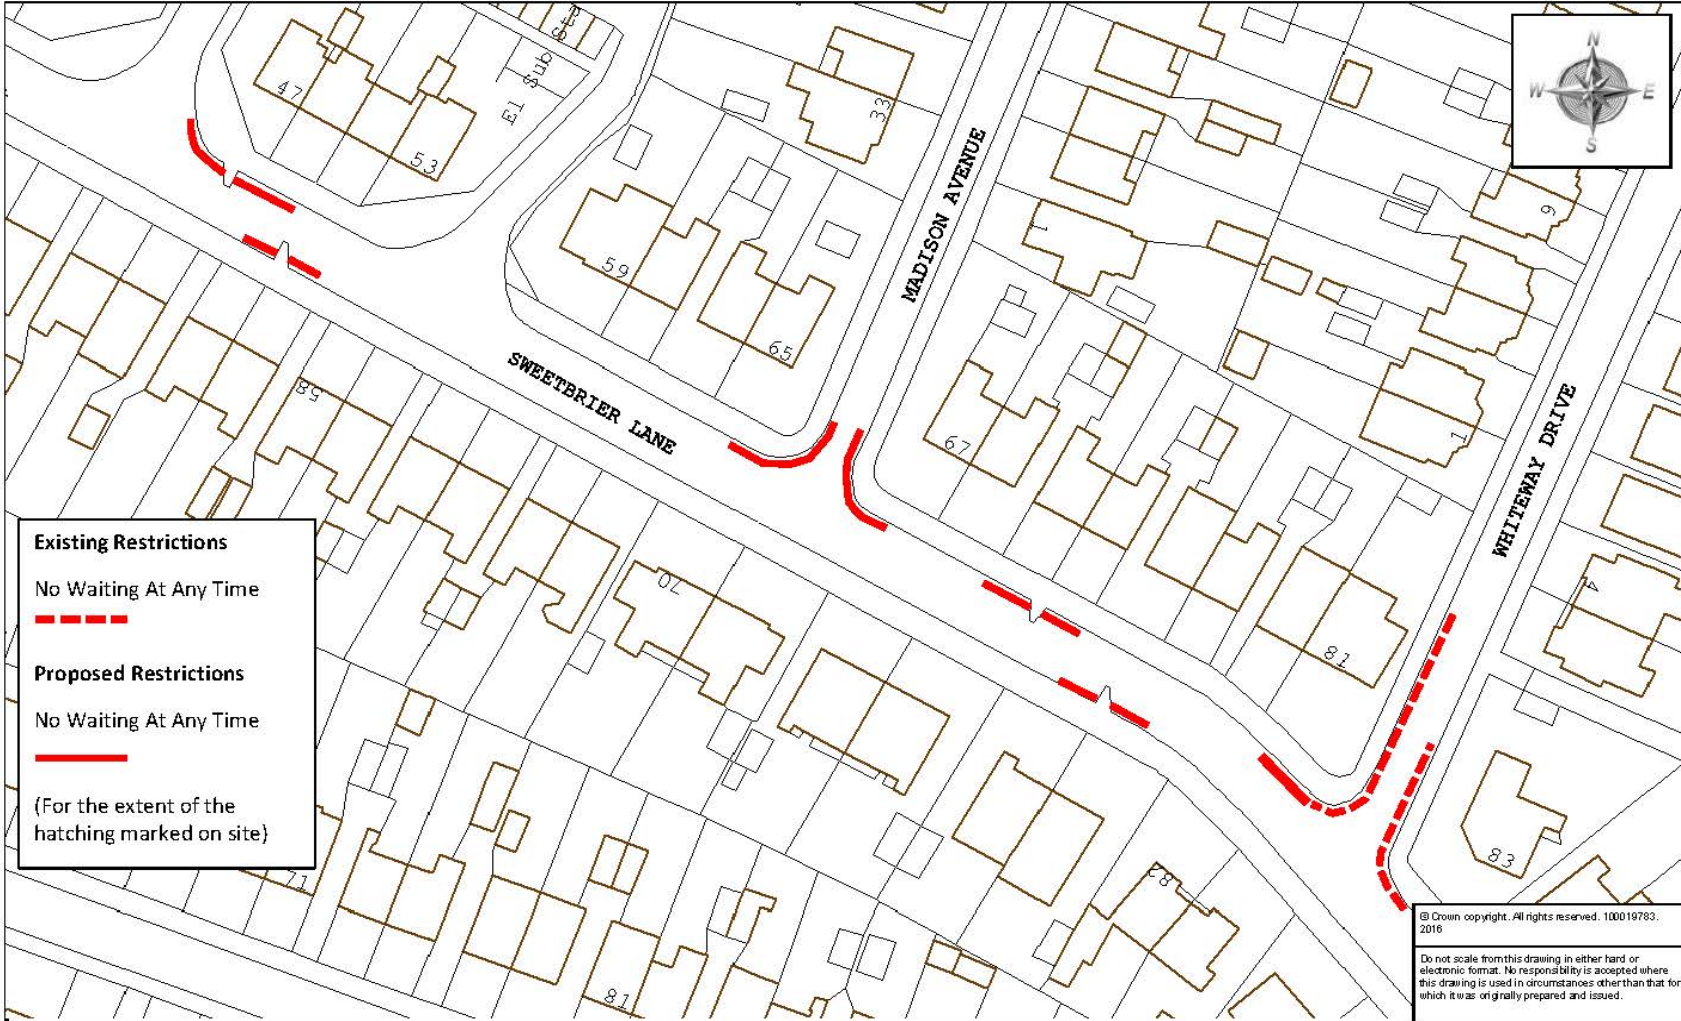 47
53
El Sub Sta
33
MADISON AVENUE
N
W E
S
9
1
59
65
SWEETBRIER LANE
58
67
1
WHITEWAY DRIVE
4
70
81
83
82
71
81
Existing Restrictions
No Waiting At Any Time
Proposed Restrictions
No Waiting At Any Time
(For the extent of the
hatching marked on site)
© Crown copyright. All rights reserved. 100019783.
2016
Do not scale from this drawing in either hard or
electronic format. No responsibility is accepted where
this drawing is used in circumstances other than that for
which it was originally prepared and issued.